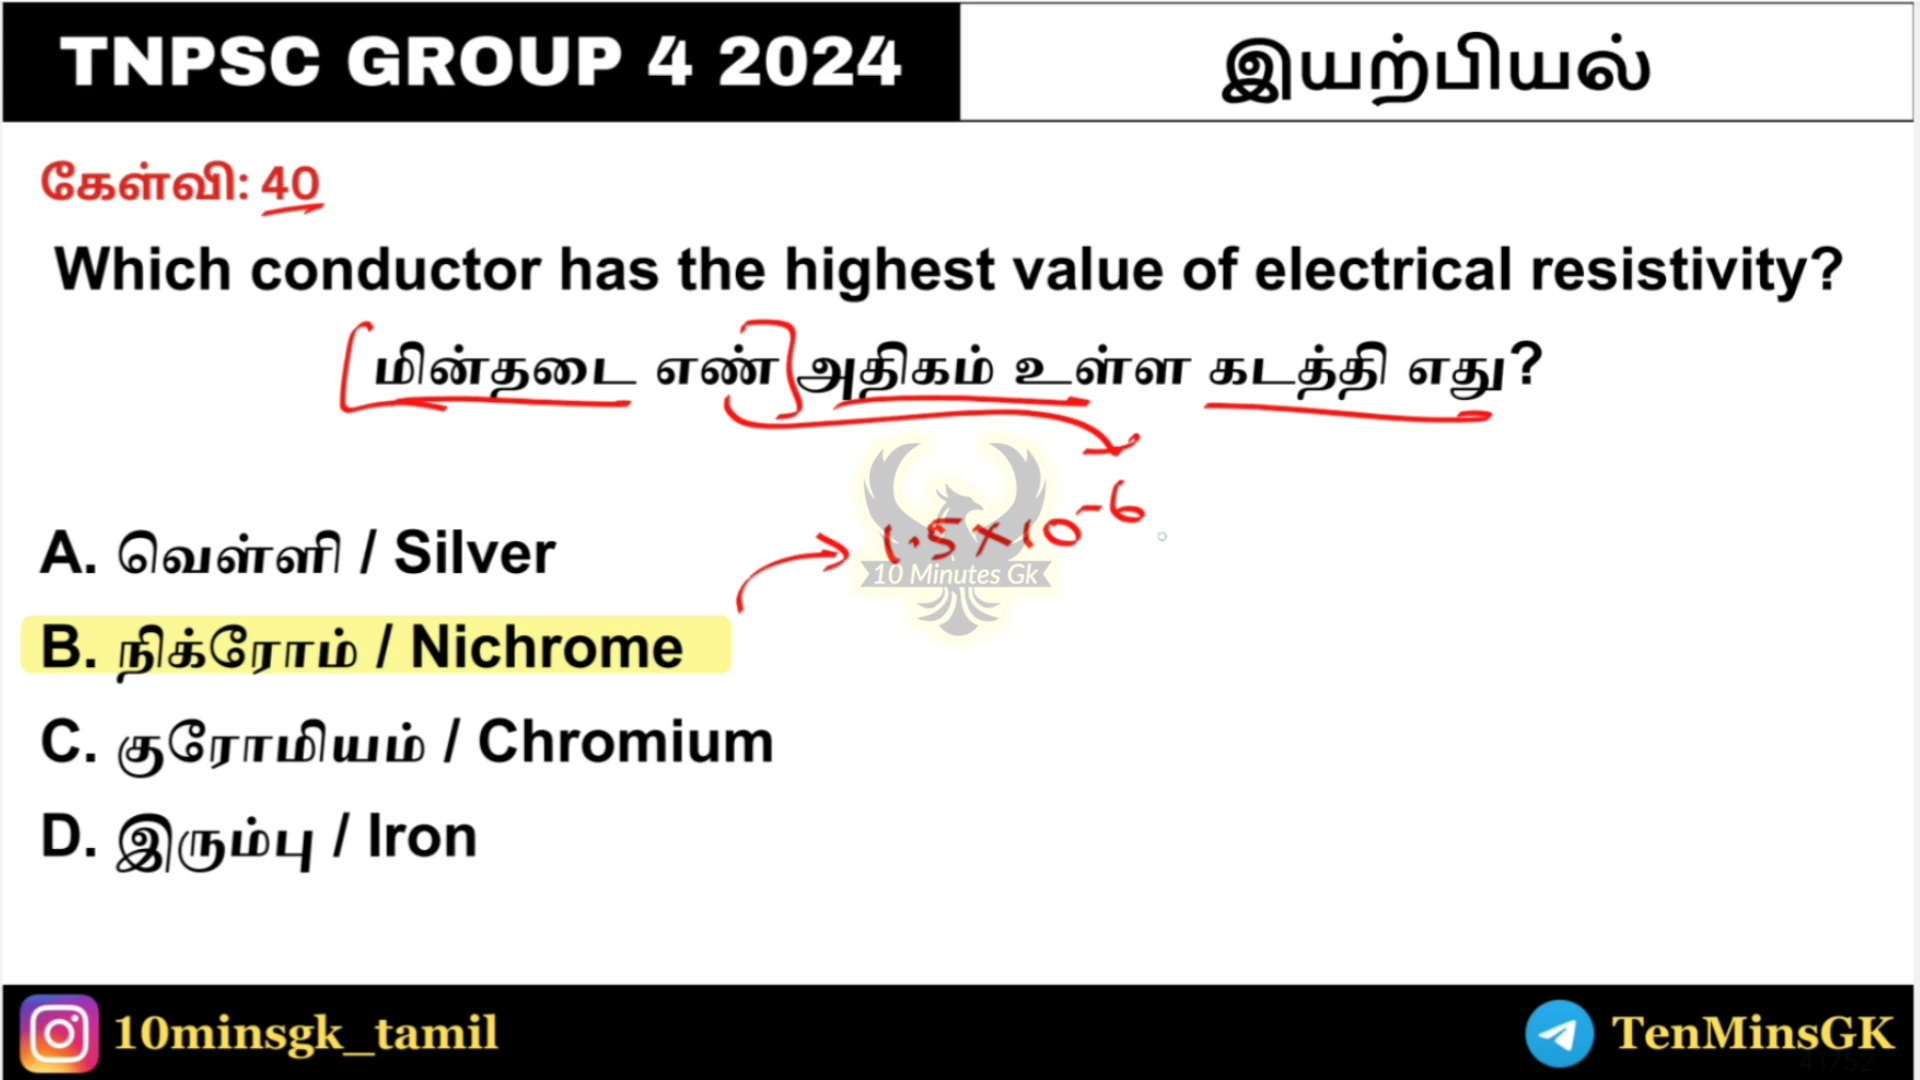 TNPSC GROUP 4 2024
இயற்பியல்
கேள்வி: 40
Which conductor has the highest value of electrical resistivity?
மின்தடை எண் அதிகம் உள்ள கடத்தி எது?
1.5×10⁻⁶
10 Minutes Gk
A. வெள்ளி / Silver
B. நிக்ரோம் / Nichrome
C. குரோமியம் / Chromium
D. இரும்பு / Iron
10minsgk_tamil
TenMinsGK
41/52